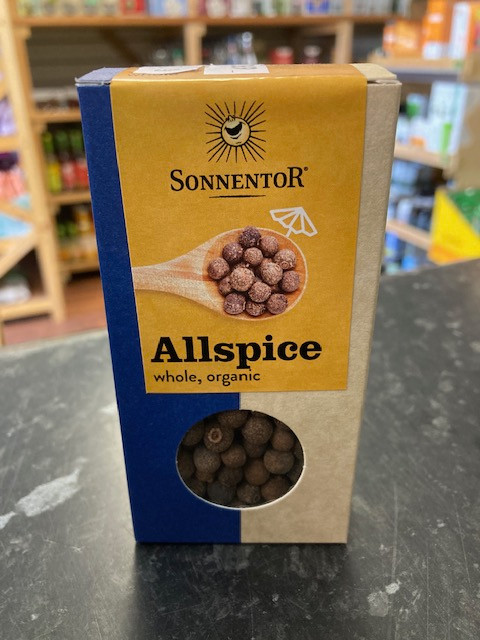 SONNENTOR®
Allspice
whole, organic